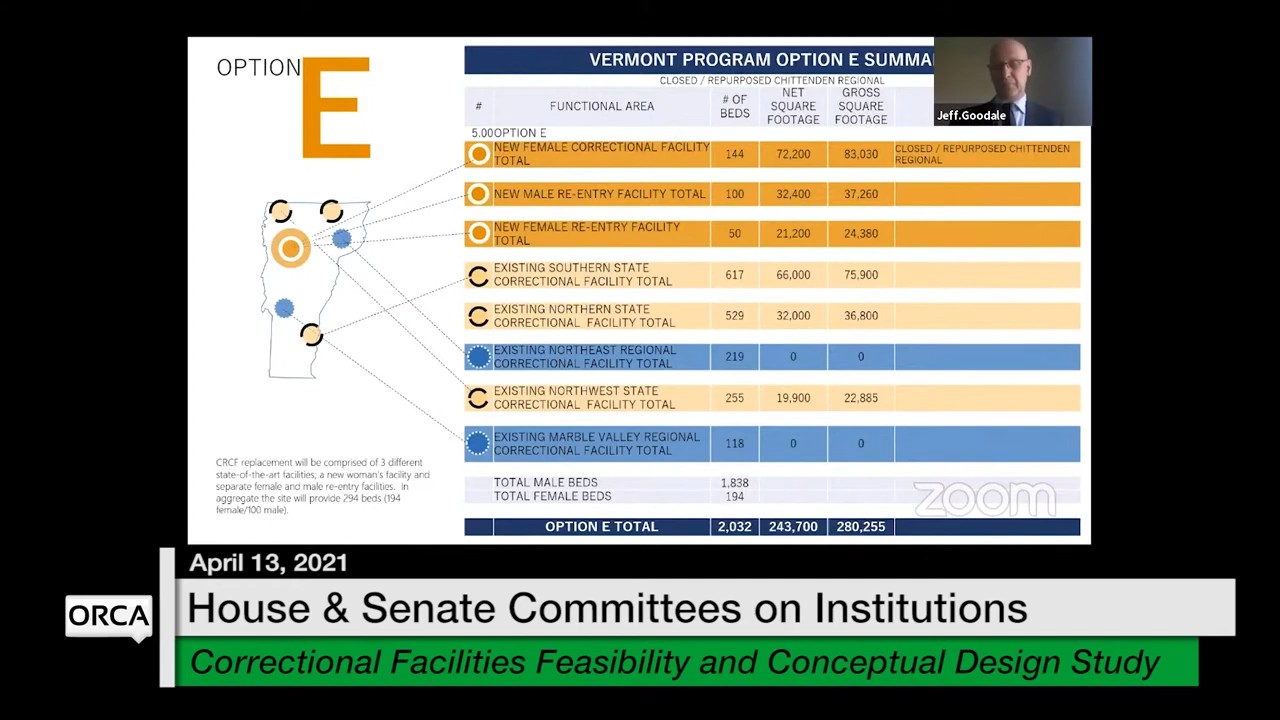 OPTION E
VERMONT PROGRAM OPTION E SUMMA
CLOSED / REPURPOSED CHITTENDEN REGIONAL
# FUNCTIONAL AREA # OF BEDS NET SQUARE FOOTAGE GROSS SQUARE FOOTAGE
Jeff.Goodale
5.00OPTION E
NEW FEMALE CORRECTIONAL FACILITY TOTAL 144 72,200 83,030 CLOSED / REPURPOSED CHITTENDEN REGIONAL
NEW MALE RE-ENTRY FACILITY TOTAL 100 32,400 37,260
NEW FEMALE RE-ENTRY FACILITY TOTAL 50 21,200 24,380
EXISTING SOUTHERN STATE CORRECTIONAL FACILITY TOTAL 617 66,000 75,900
EXISTING NORTHERN STATE CORRECTIONAL FACILITY TOTAL 529 32,000 36,800
EXISTING NORTHEAST REGIONAL CORRECTIONAL FACILITY TOTAL 219 0 0
EXISTING NORTHWEST STATE CORRECTIONAL FACILITY TOTAL 255 19,900 22,885
EXISTING MARBLE VALLEY REGIONAL CORRECTIONAL FACILITY TOTAL 118 0 0
TOTAL MALE BEDS 1,838
TOTAL FEMALE BEDS 194
OPTION E TOTAL 2,032 243,700 280,255
CRCF replacement will be comprised of 3 different
state-of-the-art facilities; a new woman's facility and
separate female and male re-entry facilities. in
aggregate the site will provide 294 beds (194
female/100 male).
zoom
April 13, 2021
ORCA
House & Senate Committees on Institutions
Correctional Facilities Feasibility and Conceptual Design Study